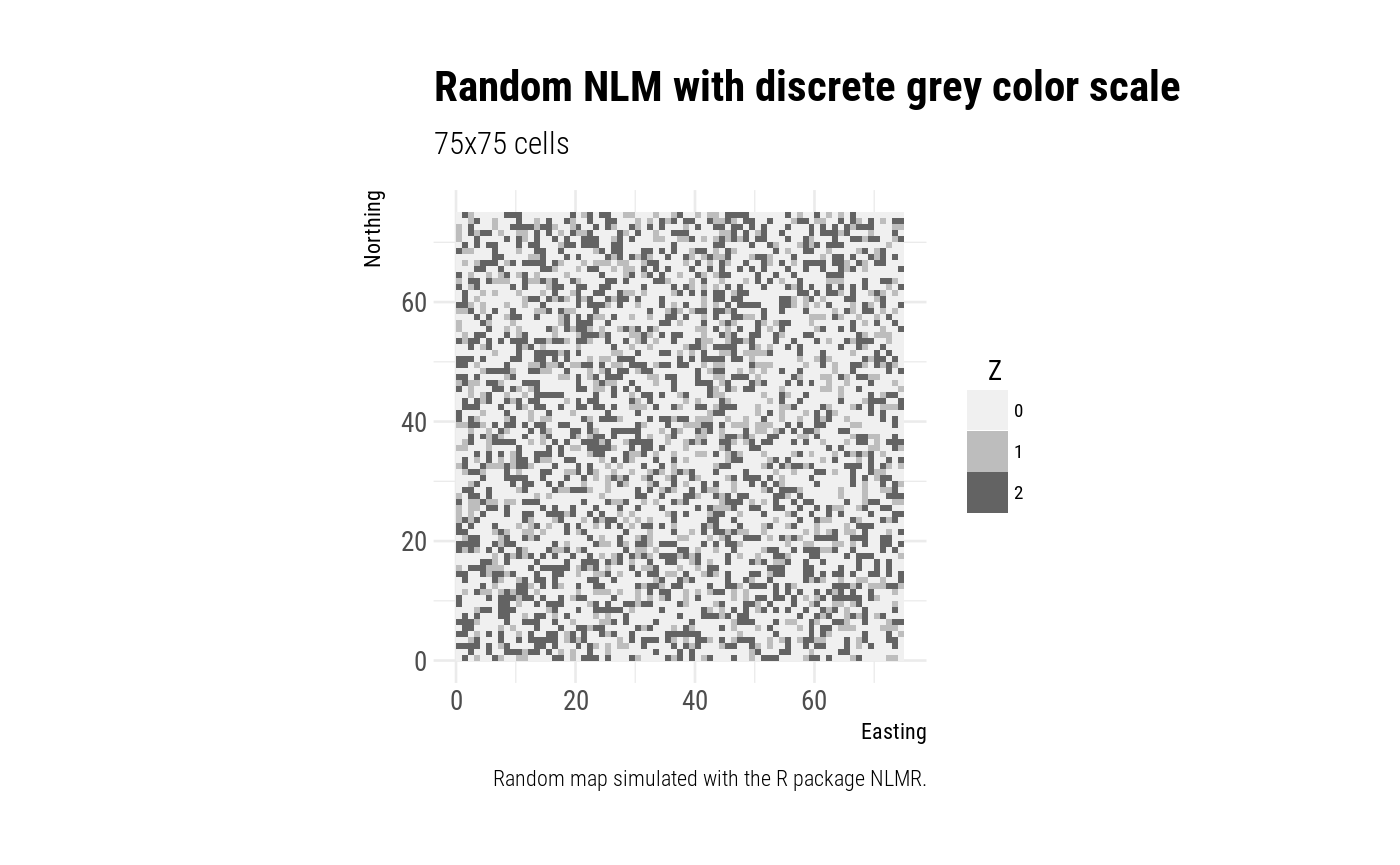 Random NLM with discrete grey color scale
75x75 cells
Northing
60
40
20
0
0 20 40 60
Easting
Z
0
1
2
Random map simulated with the R package NLMR.